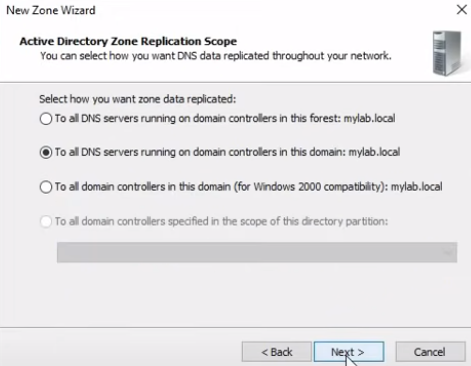 New Zone Wizard
Active Directory Zone Replication Scope
You can select how you want DNS data replicated throughout your network.
Select how you want zone data replicated:
To all DNS servers running on domain controllers in this forest: mylab.local
To all DNS servers running on domain controllers in this domain: mylab.local
To all domain controllers in this domain (for Windows 2000 compatibility): mylab.local
To all domain controllers specified in the scope of this directory partition:
< Back Next > Cancel